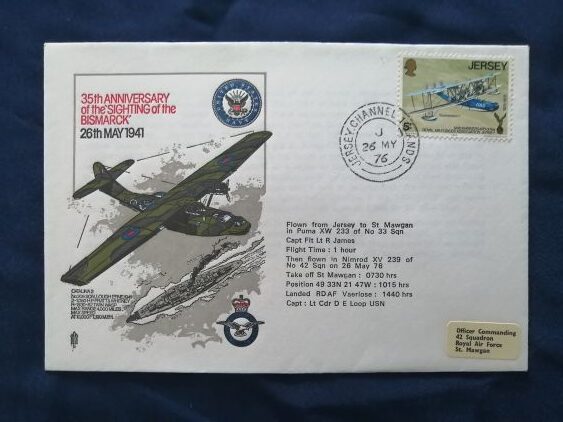 35th ANNIVERSARY
of the 'SIGHTING of the
BISMARCK'
26th MAY 1941
JERSEY
JERSEY, CHANNEL ISLANDS
J
26 MY
76
Flown from Jersey to St Mawgan
in Puma XW 233 of No 33 Sqn
Capt Flt Lt R James
Flight Time : 1 hour
Then flown in Nimrod XV 239 of
No 42 Sqn on 26 May 76
Take off St Mawgan : 0730 hrs
Position 49 33N 21 47W : 1015 hrs
Landed RDAF Vaerlose : 1440 hrs
Capt : Lt Cdr D E Loop USN
CATALINA 2
MAX SPEED
Officer Commanding
42 Squadron
Royal Air Force
St. Mawgan